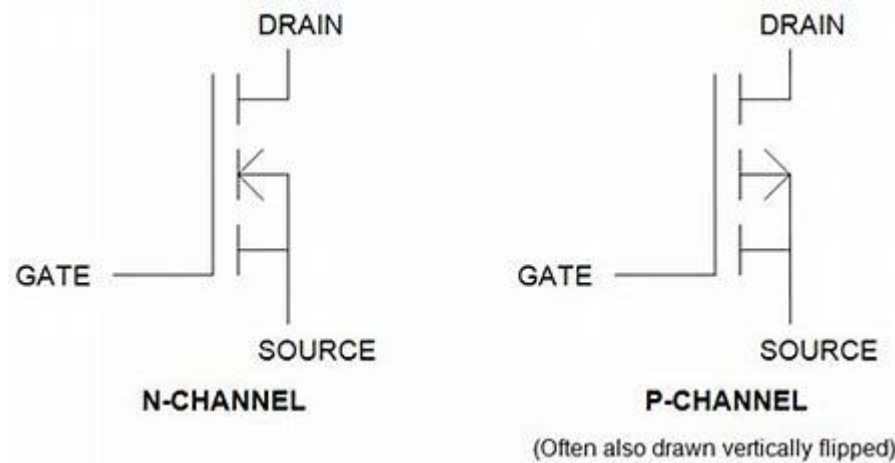 DRAIN
GATE
SOURCE
N-CHANNEL
DRAIN
GATE
SOURCE
P-CHANNEL
(Often also drawn vertically flipped)